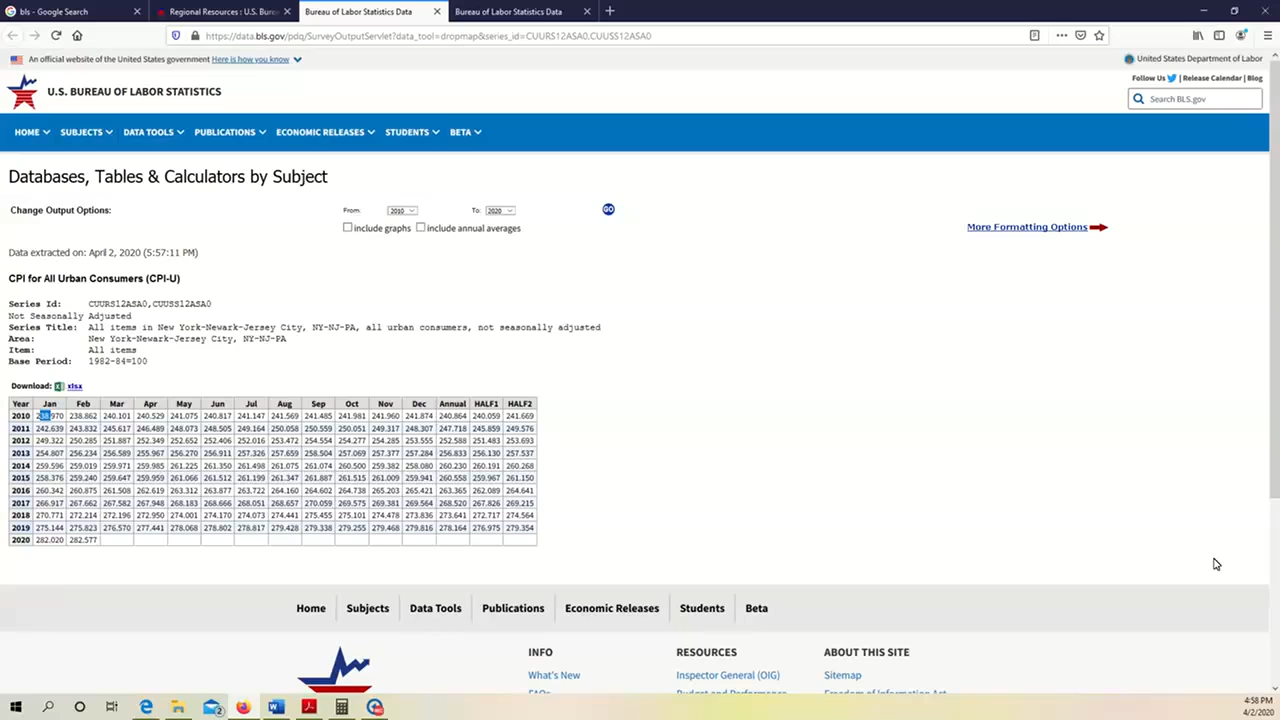 bls - Google Search
Regional Resources : U.S. Bure
Bureau of Labor Statistics Data
Bureau of Labor Statistics Data
https://data.bls.gov/pdq/SurveyOutputServlet?data_tool=dropmap&series_id=CUURS12ASA0,CUUSS12ASA0
An official website of the United States government Here is how you know
United States Department of Labor
Follow Us | Release Calendar | Blog
U.S. BUREAU OF LABOR STATISTICS
Search BLS.gov
HOME SUBJECTS DATA TOOLS PUBLICATIONS ECONOMIC RELEASES STUDENTS BETA
Databases, Tables & Calculators by Subject
Change Output Options: From: 2010 To: 2020 GO
include graphs include annual averages
More Formatting Options
Data extracted on: April 2, 2020 (5:57:11 PM)
CPI for All Urban Consumers (CPI-U)
Series Id: CUURS12ASA0,CUUSS12ASA0
Not Seasonally Adjusted
Series Title: All items in New York-Newark-Jersey City, NY-NJ-PA, all urban consumers, not seasonally adjusted
Area: New York-Newark-Jersey City, NY-NJ-PA
Item: All items
Base Period: 1982-84=100
Download: xlsx
Year Jan Feb Mar Apr May Jun Jul Aug Sep Oct Nov Dec Annual HALF1 HALF2
2010 238.970 238.862 240.101 240.529 241.075 240.817 241.147 241.569 241.485 241.981 241.960 241.874 240.864 240.059 241.669
2011 242.639 243.832 245.617 246.489 248.073 248.505 249.164 250.058 250.559 250.051 249.317 248.307 247.718 245.859 249.576
2012 249.322 250.285 251.887 252.349 252.652 252.406 252.016 253.472 254.554 254.277 254.285 253.555 252.588 251.483 253.693
2013 254.807 256.234 256.589 255.967 256.270 256.911 257.326 257.659 258.504 257.069 257.377 257.284 256.833 256.130 257.537
2014 259.596 259.019 259.971 259.985 261.225 261.350 261.498 261.075 261.074 260.500 259.382 258.080 260.230 260.191 260.268
2015 258.376 259.240 259.647 259.959 261.066 261.512 261.199 261.347 261.887 261.515 261.009 259.941 260.558 259.967 261.150
2016 260.342 260.875 261.508 262.619 263.312 263.877 263.722 264.160 264.602 264.738 265.203 265.421 263.365 262.089 264.641
2017 266.917 267.662 267.582 267.948 268.183 268.666 268.051 268.657 270.059 269.575 269.381 269.564 268.520 267.826 269.215
2018 270.771 272.214 272.196 272.950 274.001 274.170 274.073 274.441 275.455 275.101 274.478 273.836 273.641 272.717 274.564
2019 275.144 275.823 276.570 277.441 278.068 278.802 278.817 279.428 279.338 279.255 279.468 279.816 278.164 276.975 279.354
2020 282.020 282.577
Home Subjects Data Tools Publications Economic Releases Students Beta
INFO RESOURCES ABOUT THIS SITE
What's New Inspector General (OIG) Sitemap
FAQs Budget and Performance Freedom of Information Act
2
4:58 PM
4/2/2020